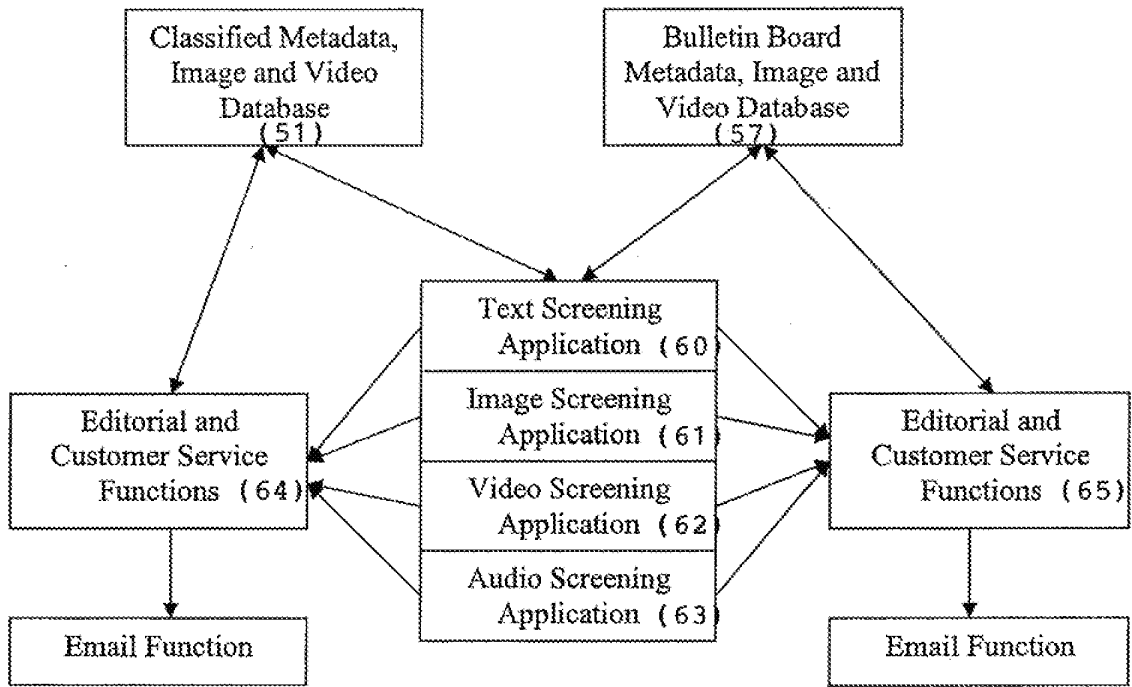 Classified Metadata,
Image and Video
Database
(51)
Bulletin Board
Metadata, Image and
Video Database
(57)
Text Screening
Application (60)
Image Screening
Application (61)
Video Screening
Application (62)
Audio Screening
Application (63)
Editorial and
Customer Service
Functions (64)
Editorial and
Customer Service
Functions (65)
Email Function
Email Function